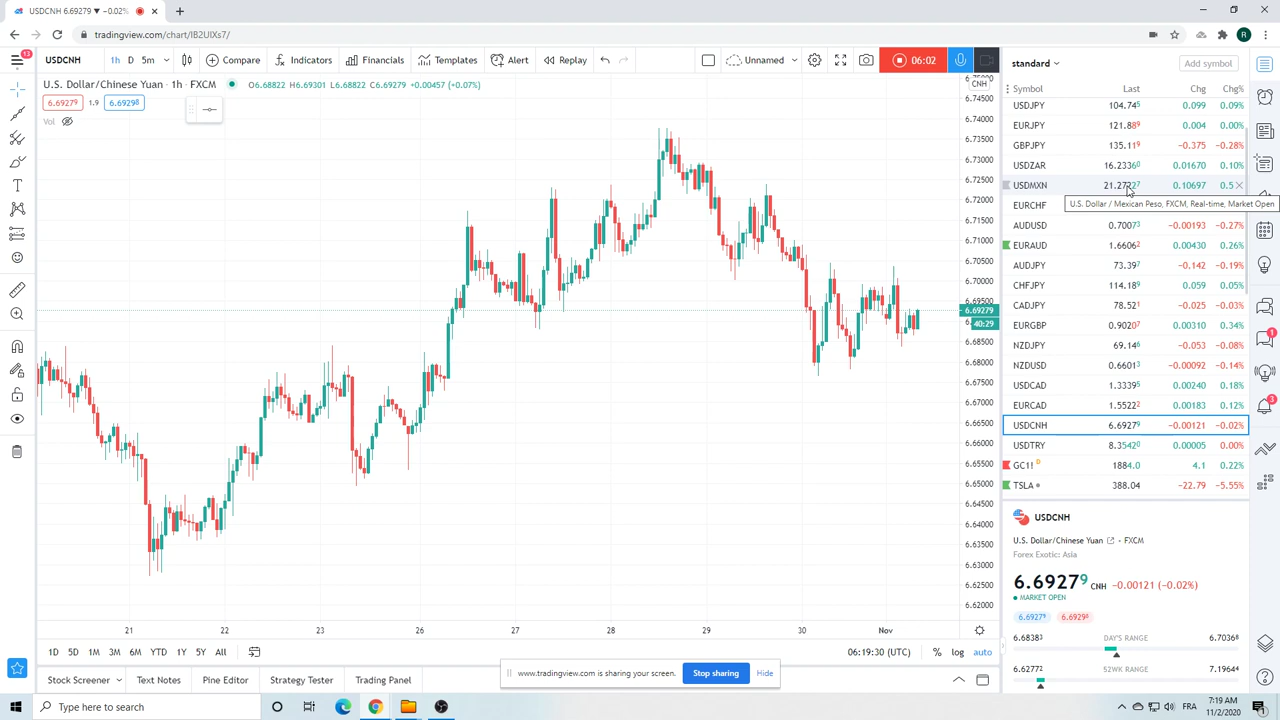 USDCNH 6.69279 ▼ −0.02%
tradingview.com/chart/IB2UIXs7/
R
13
USDCNH
1h D 5m
Compare
Indicators
Financials
Templates
Alert
Replay
Unnamed
06:02
standard
Add symbol
U.S. Dollar/Chinese Yuan · 1h · FXCM
O6.68822 H6.69301 L6.68822 C6.69279 +0.00457 (+0.07%)
6.69279 1.9 6.69298
Vol
CNH
6.74500
6.74000
6.73500
6.73000
6.72500
6.72000
6.71500
6.71000
6.70500
6.70000
6.69500
6.69279
40:29
6.68500
6.68000
6.67500
6.67000
6.66500
6.66000
6.65500
6.65000
6.64500
6.64000
6.63500
6.63000
6.62500
6.62000
21 22 23 26 27 28 29 30 Nov
1D 5D 1M 3M 6M YTD 1Y 5Y All
06:19:30 (UTC) % log auto
Symbol Last Chg Chg%
USDJPY 104.745 0.099 0.09%
EURJPY 121.889 0.004 0.00%
GBPJPY 135.119 −0.375 −0.28%
USDZAR 16.23360 0.01670 0.10%
USDMXN 21.27227 0.10697 0.5
EURCHF
U.S. Dollar / Mexican Peso, FXCM, Real-time, Market Open
AUDUSD 0.70073 −0.00193 −0.27%
EURAUD 1.66062 0.00430 0.26%
AUDJPY 73.397 −0.142 −0.19%
CHFJPY 114.189 0.059 0.05%
CADJPY 78.521 −0.025 −0.03%
EURGBP 0.90207 0.00310 0.34%
NZDJPY 69.146 −0.053 −0.08%
NZDUSD 0.66013 −0.00092 −0.14%
USDCAD 1.33395 0.00240 0.18%
EURCAD 1.55222 0.00183 0.12%
USDCNH 6.69279 −0.00121 −0.02%
USDTRY 8.35420 0.00005 0.00%
GC1! D 1884.0 4.1 0.22%
TSLA 388.04 −22.79 −5.55%
1
3
USDCNH
U.S. Dollar/Chinese Yuan • FXCM
Forex Exotic: Asia
6.69279 CNH −0.00121 (−0.02%)
MARKET OPEN
6.69279 6.69298
6.68383 DAY'S RANGE 6.70368
6.62772 52WK RANGE 7.19644
www.tradingview.com is sharing your screen.
Stop sharing
Hide
Stock Screener
Text Notes
Pine Editor
Strategy Tester
Trading Panel
Type here to search
FRA
7:19 AM
11/2/2020
1